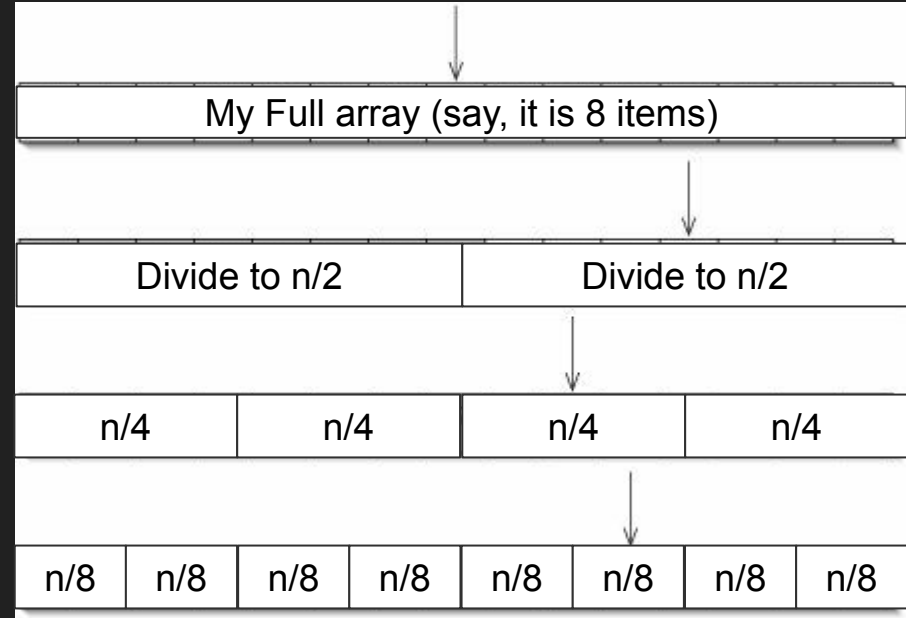 My Full array (say, it is 8 items)
Divide to n/2 Divide to n/2
n/4 n/4 n/4 n/4
n/8 n/8 n/8 n/8 n/8 n/8 n/8 n/8